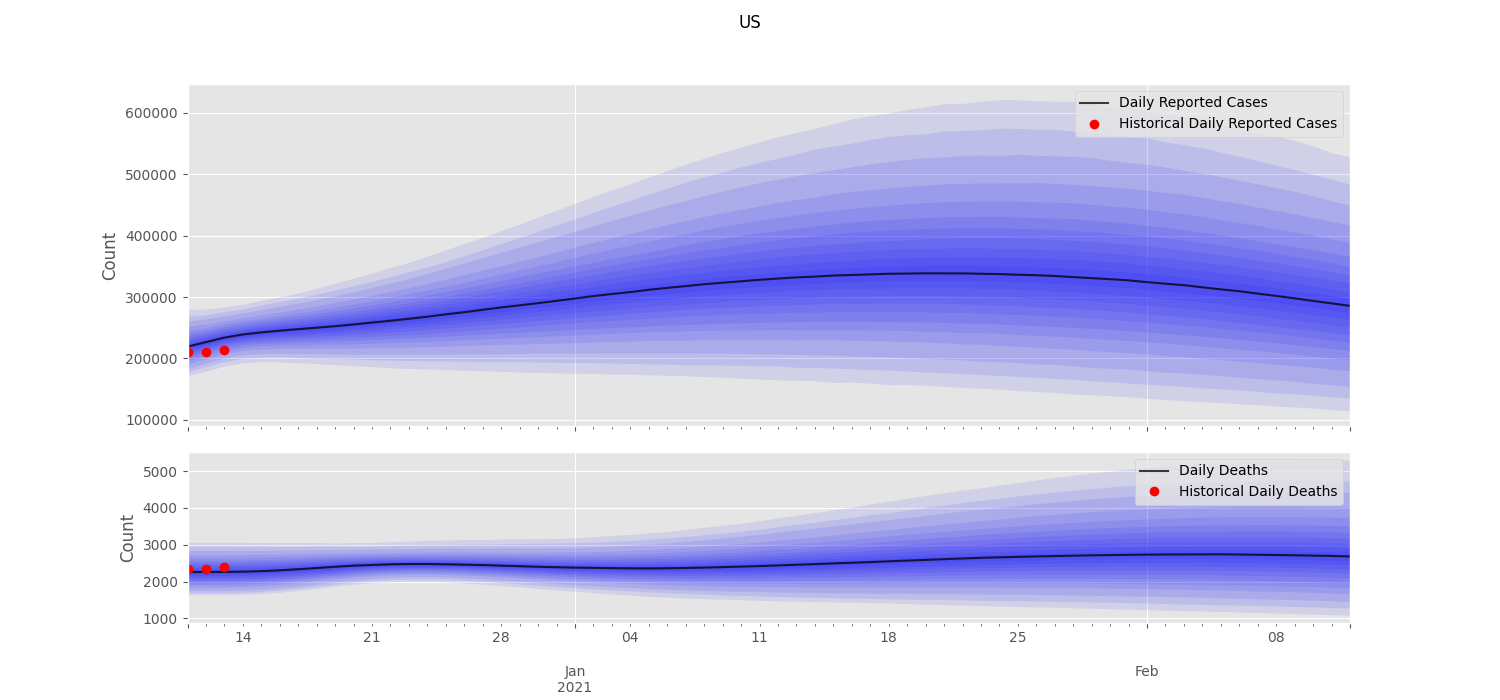 US
600000
500000
400000
300000
200000
100000
Count
Daily Reported Cases
Historical Daily Reported Cases
5000
4000
3000
2000
1000
Count
Daily Deaths
Historical Daily Deaths
14 21 28 04 11 18 25 08
Jan Feb
2021